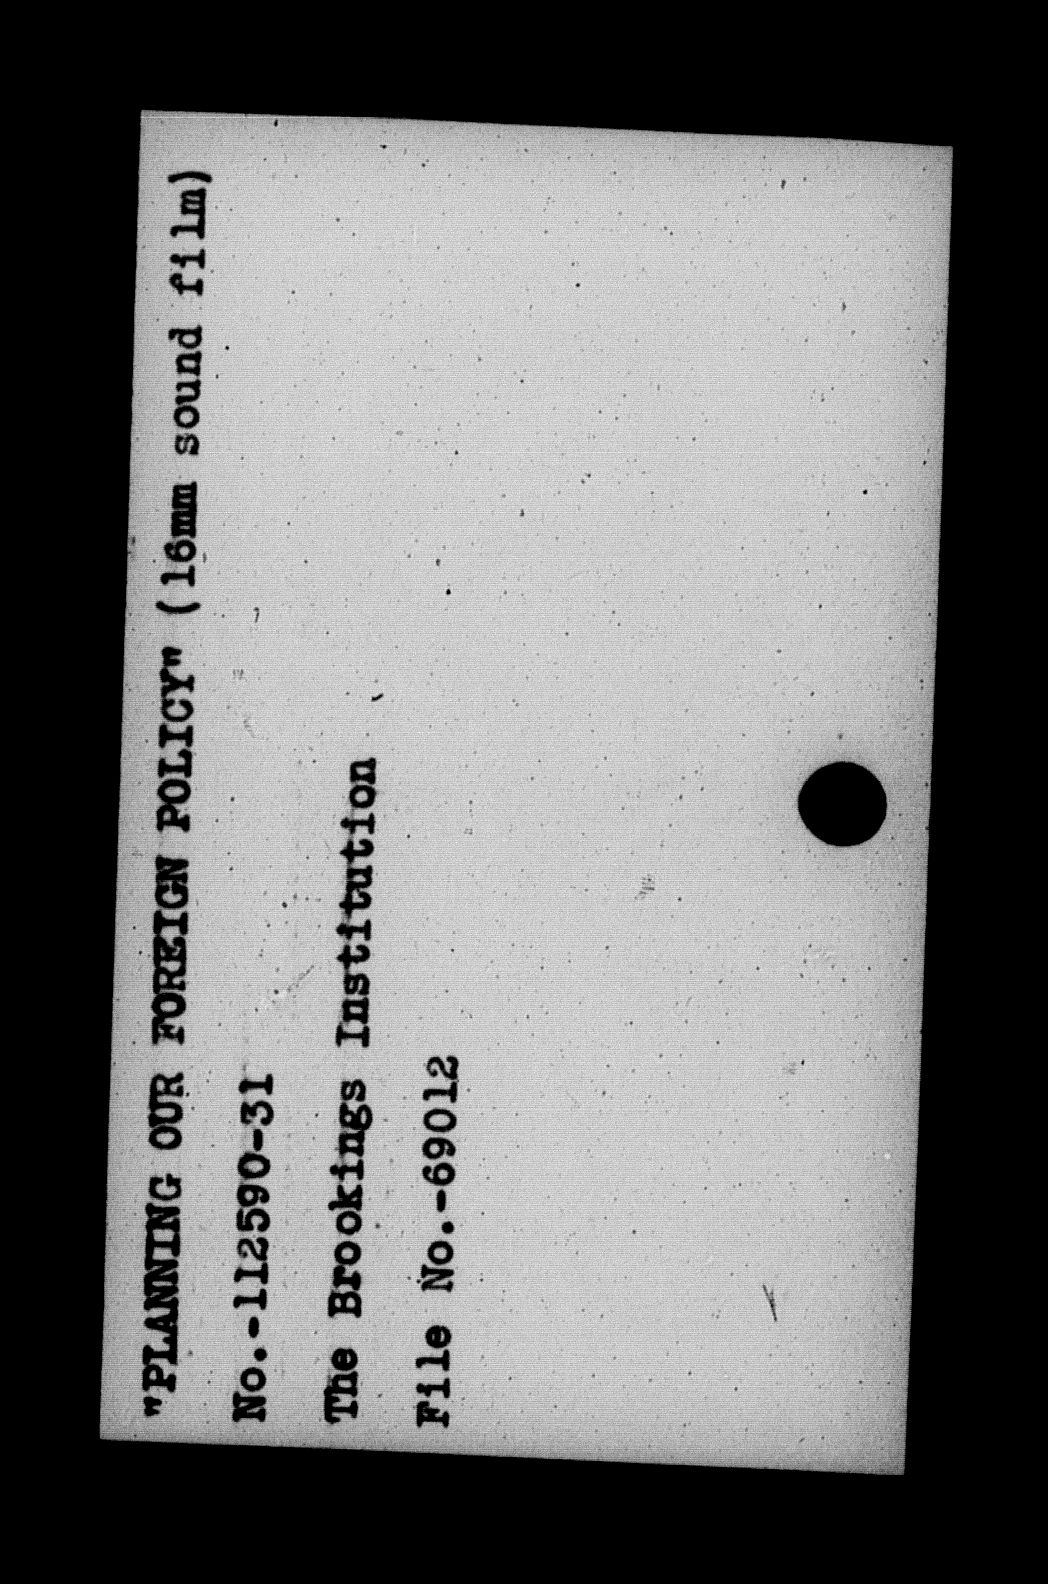 "PLANNING OUR FOREIGN POLICY" (16mm sound film)
No.-112590-31
The Brookings Institution
File No.-69012